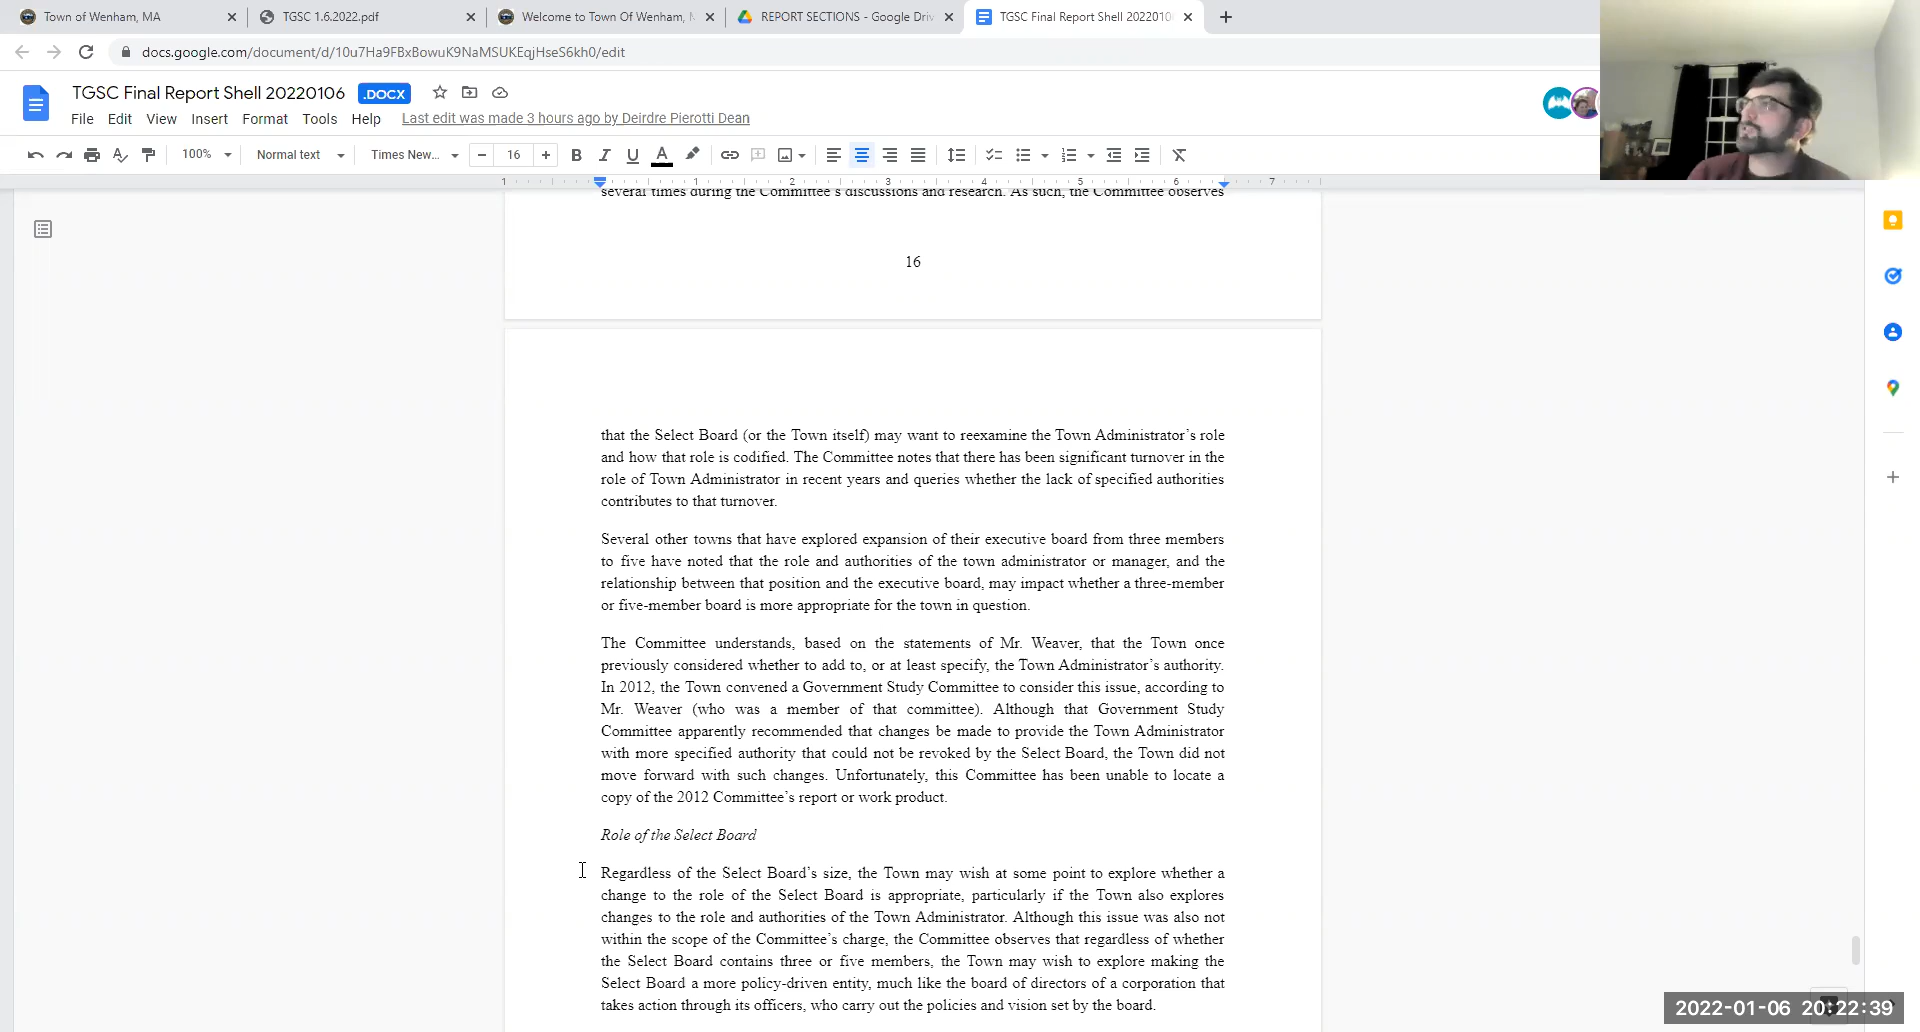 Town of Wenham, MA
TGSC 1.6.2022.pdf
Welcome to Town Of Wenham, M
REPORT SECTIONS - Google Driv
TGSC Final Report Shell 2022010
docs.google.com/document/d/10u7Ha9FBxBowuK9NaMSUKEqjHseS6kh0/edit
TGSC Final Report Shell 20220106
.DOCX
File Edit View Insert Format Tools Help Last edit was made 3 hours ago by Deirdre Pierotti Dean
100% Normal text Times New... 16
1 1 2 3 4 5 6 7
several times during the Committee's discussions and research. As such, the Committee observes
16
that the Select Board (or the Town itself) may want to reexamine the Town Administrator's role
and how that role is codified. The Committee notes that there has been significant turnover in the
role of Town Administrator in recent years and queries whether the lack of specified authorities
contributes to that turnover.
Several other towns that have explored expansion of their executive board from three members
to five have noted that the role and authorities of the town administrator or manager, and the
relationship between that position and the executive board, may impact whether a three-member
or five-member board is more appropriate for the town in question.
The Committee understands, based on the statements of Mr. Weaver, that the Town once
previously considered whether to add to, or at least specify, the Town Administrator's authority.
In 2012, the Town convened a Government Study Committee to consider this issue, according to
Mr. Weaver (who was a member of that committee). Although that Government Study
Committee apparently recommended that changes be made to provide the Town Administrator
with more specified authority that could not be revoked by the Select Board, the Town did not
move forward with such changes. Unfortunately, this Committee has been unable to locate a
copy of the 2012 Committee's report or work product.
Role of the Select Board
Regardless of the Select Board's size, the Town may wish at some point to explore whether a
change to the role of the Select Board is appropriate, particularly if the Town also explores
changes to the role and authorities of the Town Administrator. Although this issue was also not
within the scope of the Committee's charge, the Committee observes that regardless of whether
the Select Board contains three or five members, the Town may wish to explore making the
Select Board a more policy-driven entity, much like the board of directors of a corporation that
takes action through its officers, who carry out the policies and vision set by the board.
2022-01-06 20:22:39